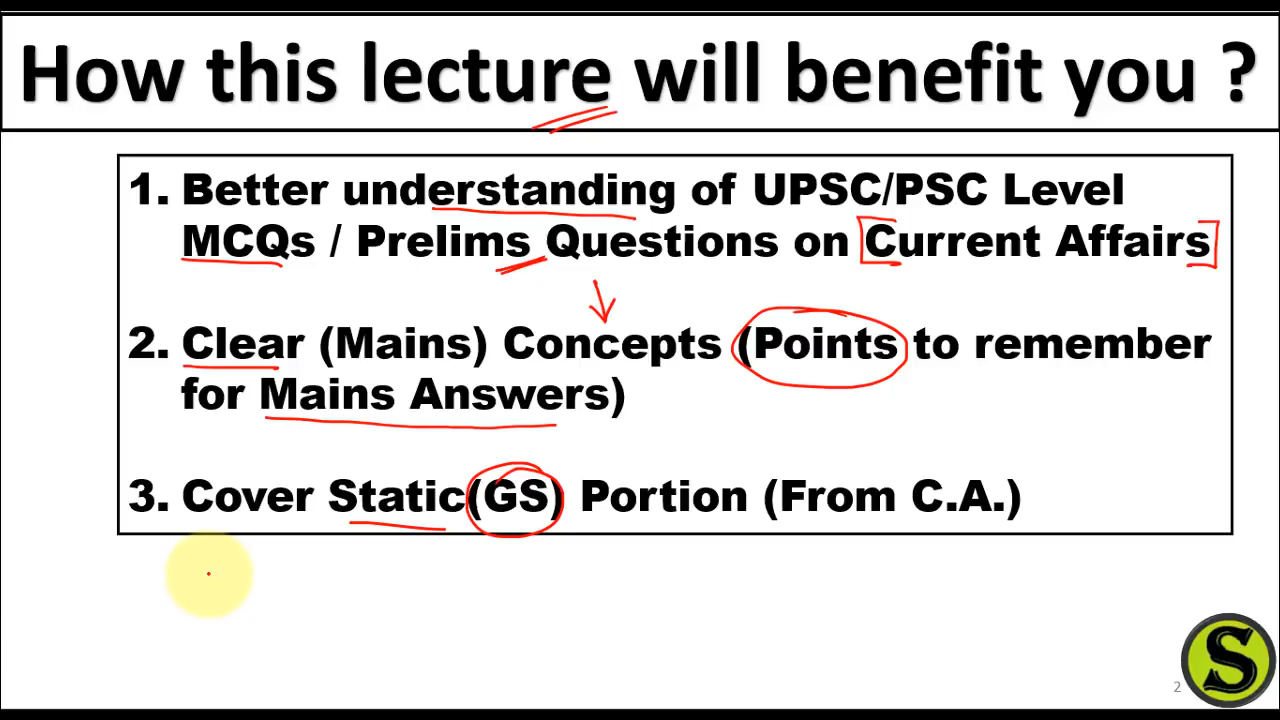 How this lecture will benefit you ?
1. Better understanding of UPSC/PSC Level
MCQs / Prelims Questions on Current Affairs
2. Clear (Mains) Concepts (Points to remember
for Mains Answers)
3. Cover Static(GS) Portion (From C.A.)
S
2